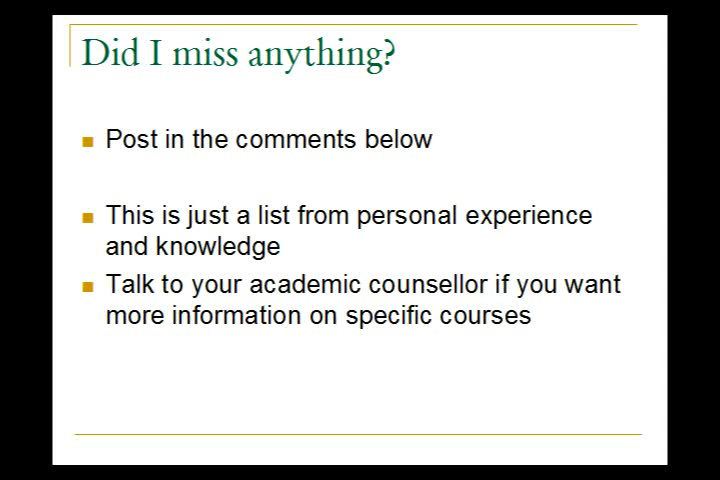 Did I miss anything?
Post in the comments below
This is just a list from personal experience
and knowledge
Talk to your academic counsellor if you want
more information on specific courses